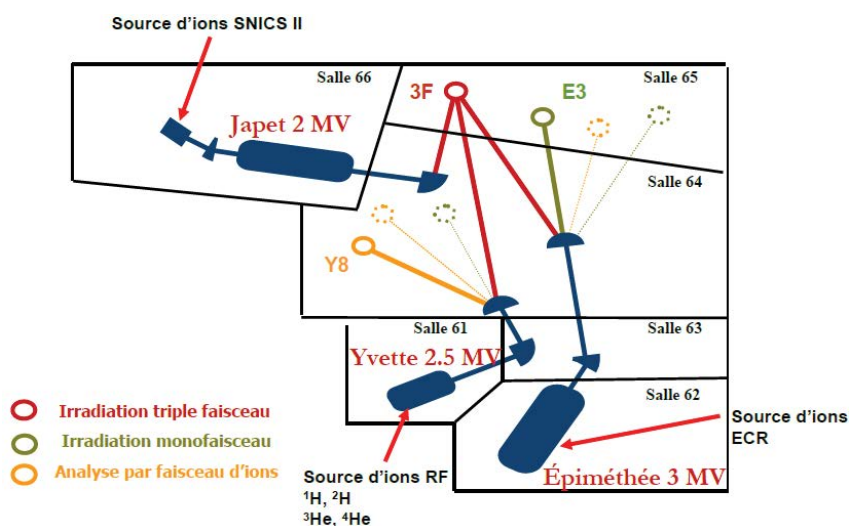 Source d'ions SNICS II
Salle 66
Salle 65
3F
E3
Japet 2 MV
Salle 64
Y8
Salle 61
Salle 63
Yvette 2.5 MV
Salle 62
Irradiation triple faisceau
Irradiation monofaisceau
Analyse par faisceau d'ions
Source d'ions
ECR
Source d'ions RF
¹H, ²H
³He, ⁴He
Épiméthée 3 MV